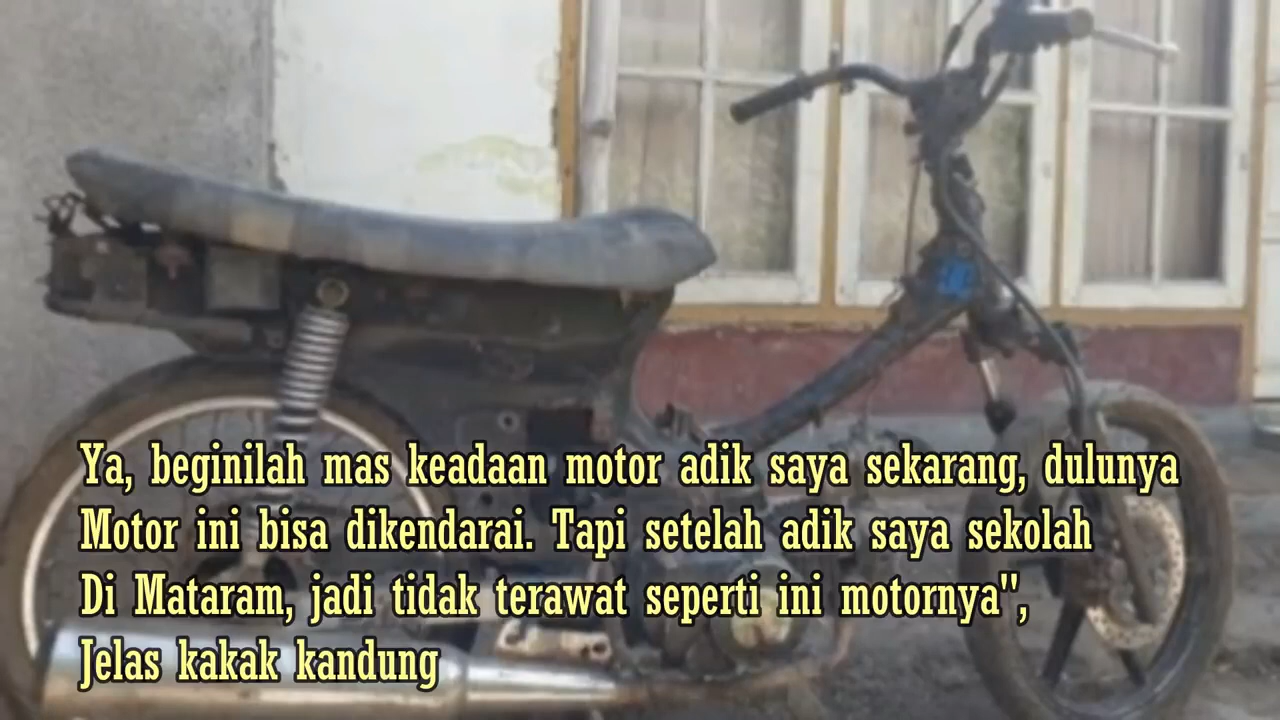 Ya, beginilah mas keadaan motor adik saya sekarang, dulunya
Motor ini bisa dikendarai. Tapi setelah adik saya sekolah
Di Mataram, jadi tidak terawat seperti ini motornya",
Jelas kakak kandung